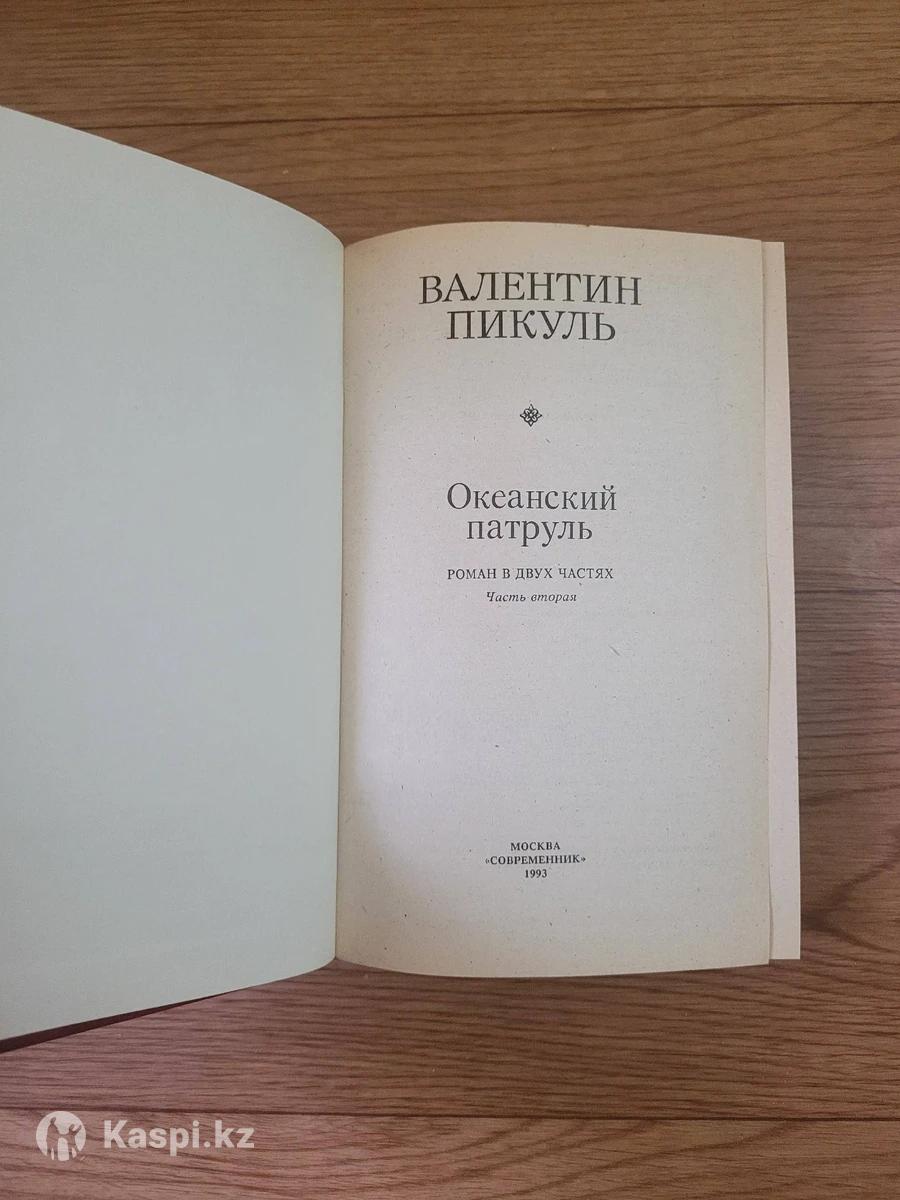 ВАЛЕНТИН
ПИКУЛЬ
Океанский
патруль
РОМАН В ДВУХ ЧАСТЯХ
Часть вторая
МОСКВА
«СОВРЕМЕННИК»
1993
Kaspi.kz